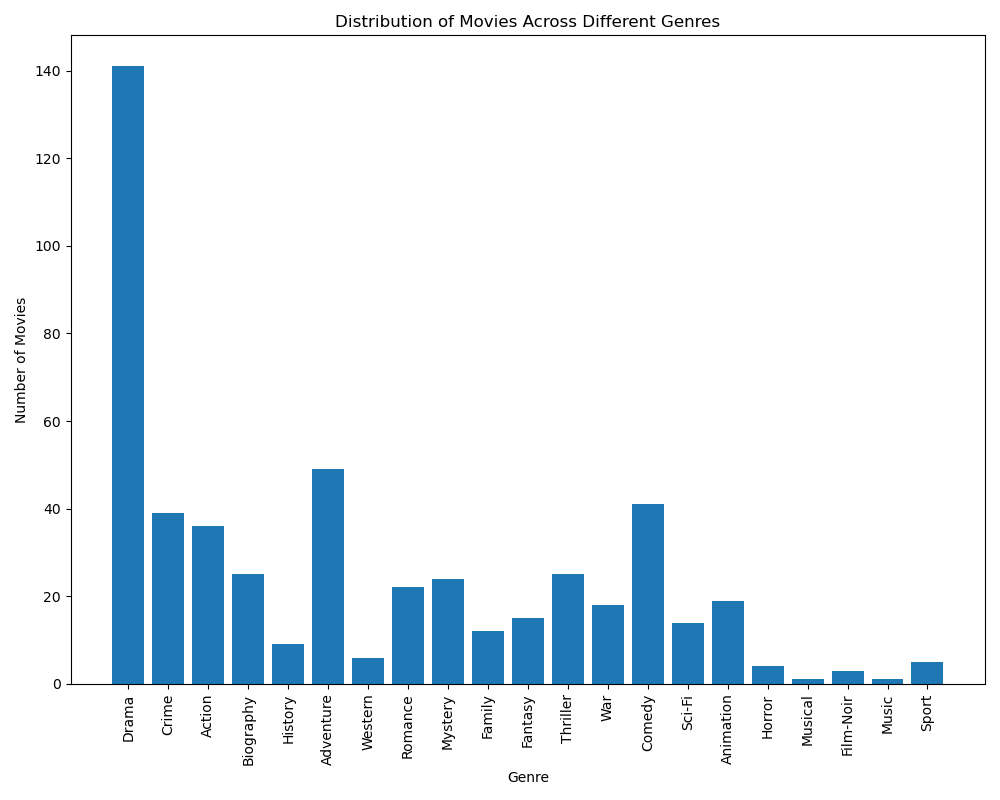 Distribution of Movies Across Different Genres
Number of Movies
140
120
100
80
60
40
20
0
Drama
Crime
Action
Biography
History
Adventure
Western
Romance
Mystery
Family
Fantasy
Thriller
War
Comedy
Sci-Fi
Animation
Horror
Musical
Film-Noir
Music
Sport
Genre